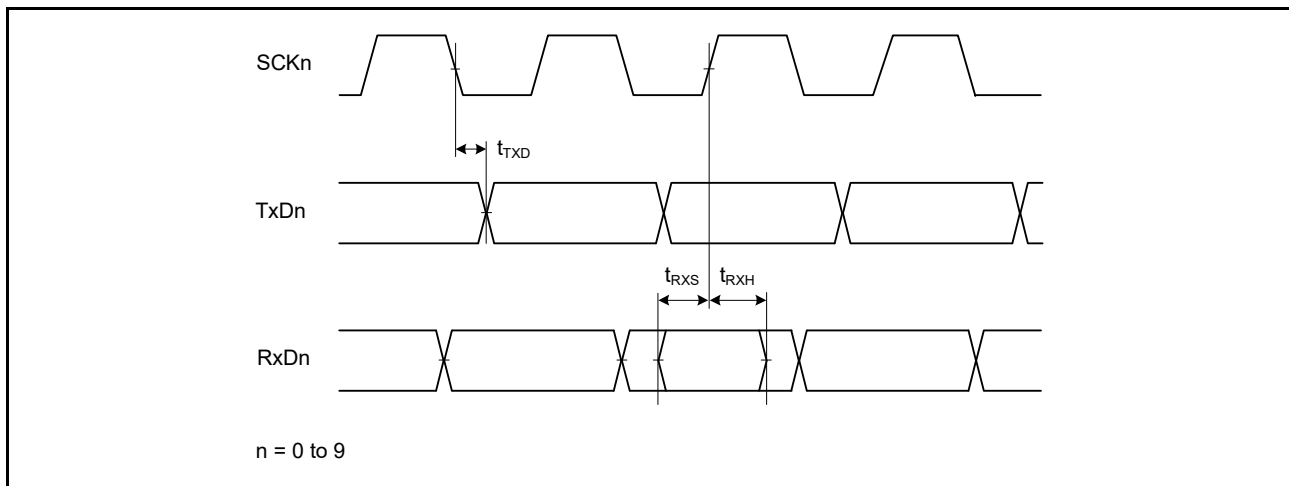 SCKn
tTXD
TxDn
tRXS tRXH
RxDn
n = 0 to 9